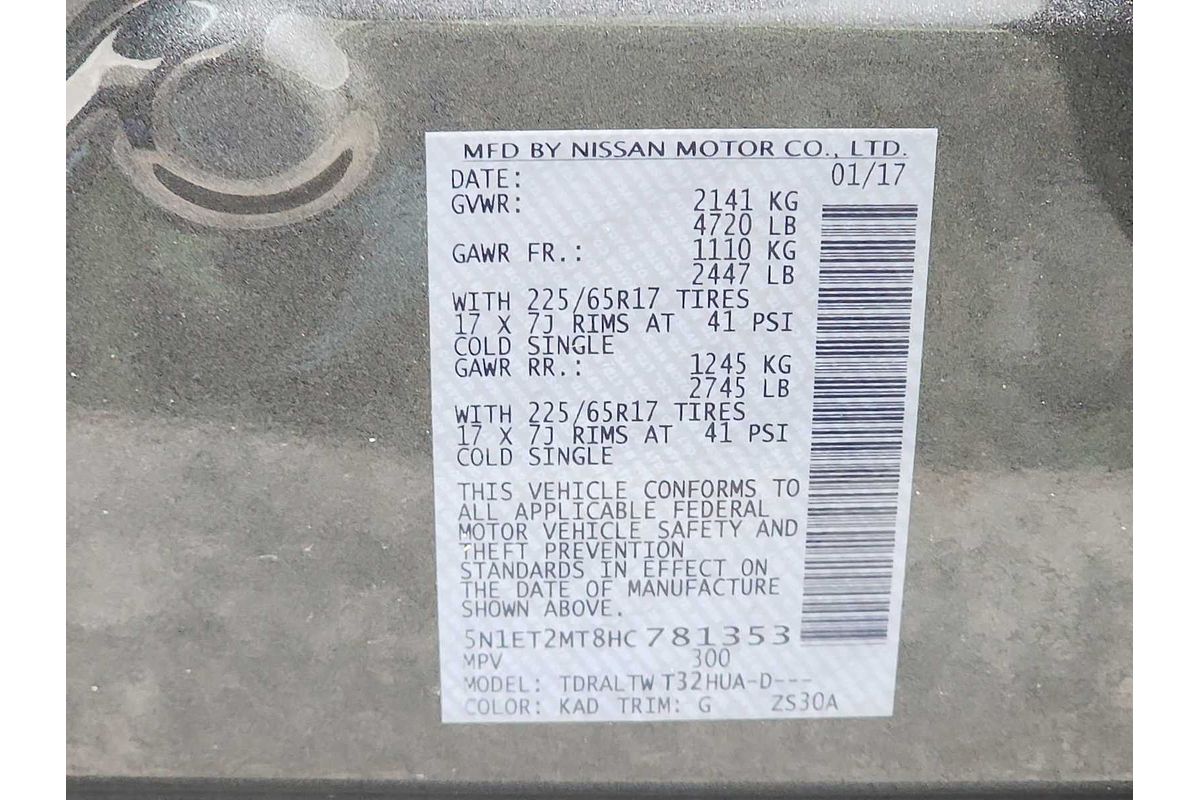 MFD BY NISSAN MOTOR CO., LTD.
DATE: 01/17
GVWR: 2141 KG
4720 LB
GAWR FR.: 1110 KG
2447 LB
WITH 225/65R17 TIRES
17 X 7J RIMS AT 41 PSI
COLD SINGLE
GAWR RR.: 1245 KG
2745 LB
WITH 225/65R17 TIRES
17 X 7J RIMS AT 41 PSI
COLD SINGLE
THIS VEHICLE CONFORMS TO
ALL APPLICABLE FEDERAL
MOTOR VEHICLE SAFETY AND
THEFT PREVENTION
STANDARDS IN EFFECT ON
THE DATE OF MANUFACTURE
SHOWN ABOVE.
5N1ET2MT8HC 781353
MPV 300
MODEL: TDRALTW T32HUA-D---
COLOR: KAD TRIM: G ZS30A